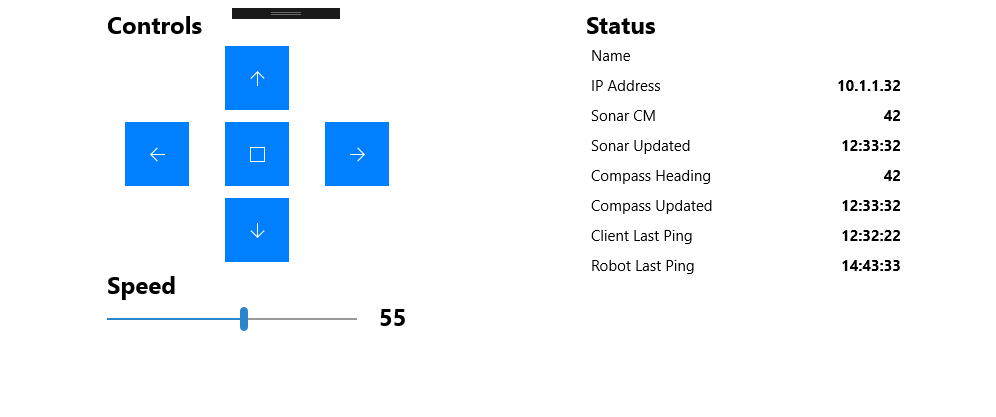 Controls
Speed
55
Status
Name
IP Address 10.1.1.32
Sonar CM 42
Sonar Updated 12:33:32
Compass Heading 42
Compass Updated 12:33:32
Client Last Ping 12:32:22
Robot Last Ping 14:43:33